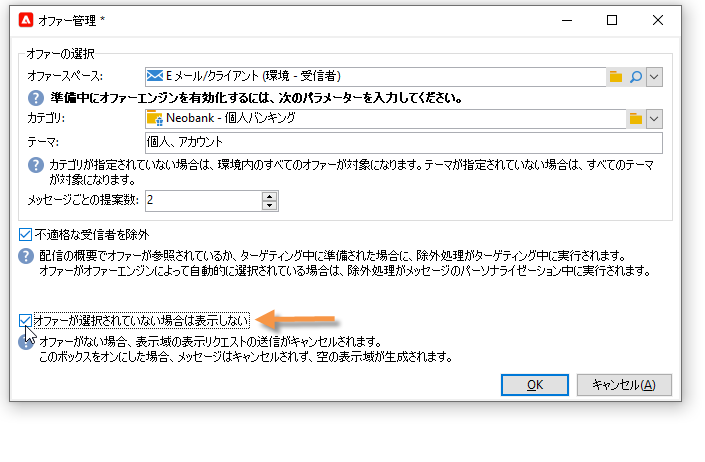 オファー管理 *
オファーの選択
オファースペース:
Eメール/クライアント (環境 - 受信者)
準備中にオファーエンジンを有効化するには、次のパラメーターを入力してください。
カテゴリ:
Neobank - 個人バンキング
テーマ:
個人、アカウント
カテゴリが指定されていない場合は、環境内のすべてのオファーが対象になります。テーマが指定されていない場合は、すべてのテーマ
が対象になります。
メッセージごとの提案数:
2
不適格な受信者を除外
配信の概要でオファーが参照されているか、ターゲティング中に準備された場合に、除外処理がターゲティング中に実行されます。
オファーがオファーエンジンによって自動的に選択されている場合は、除外処理がメッセージのパーソナライゼーション中に実行されます。
オファーが選択されていない場合は表示しない
オファーがない場合、表示域の表示リクエストの送信がキャンセルされます。
このボックスをオンにした場合、メッセージはキャンセルされず、空の表示域が生成されます。
OK
キャンセル(A)